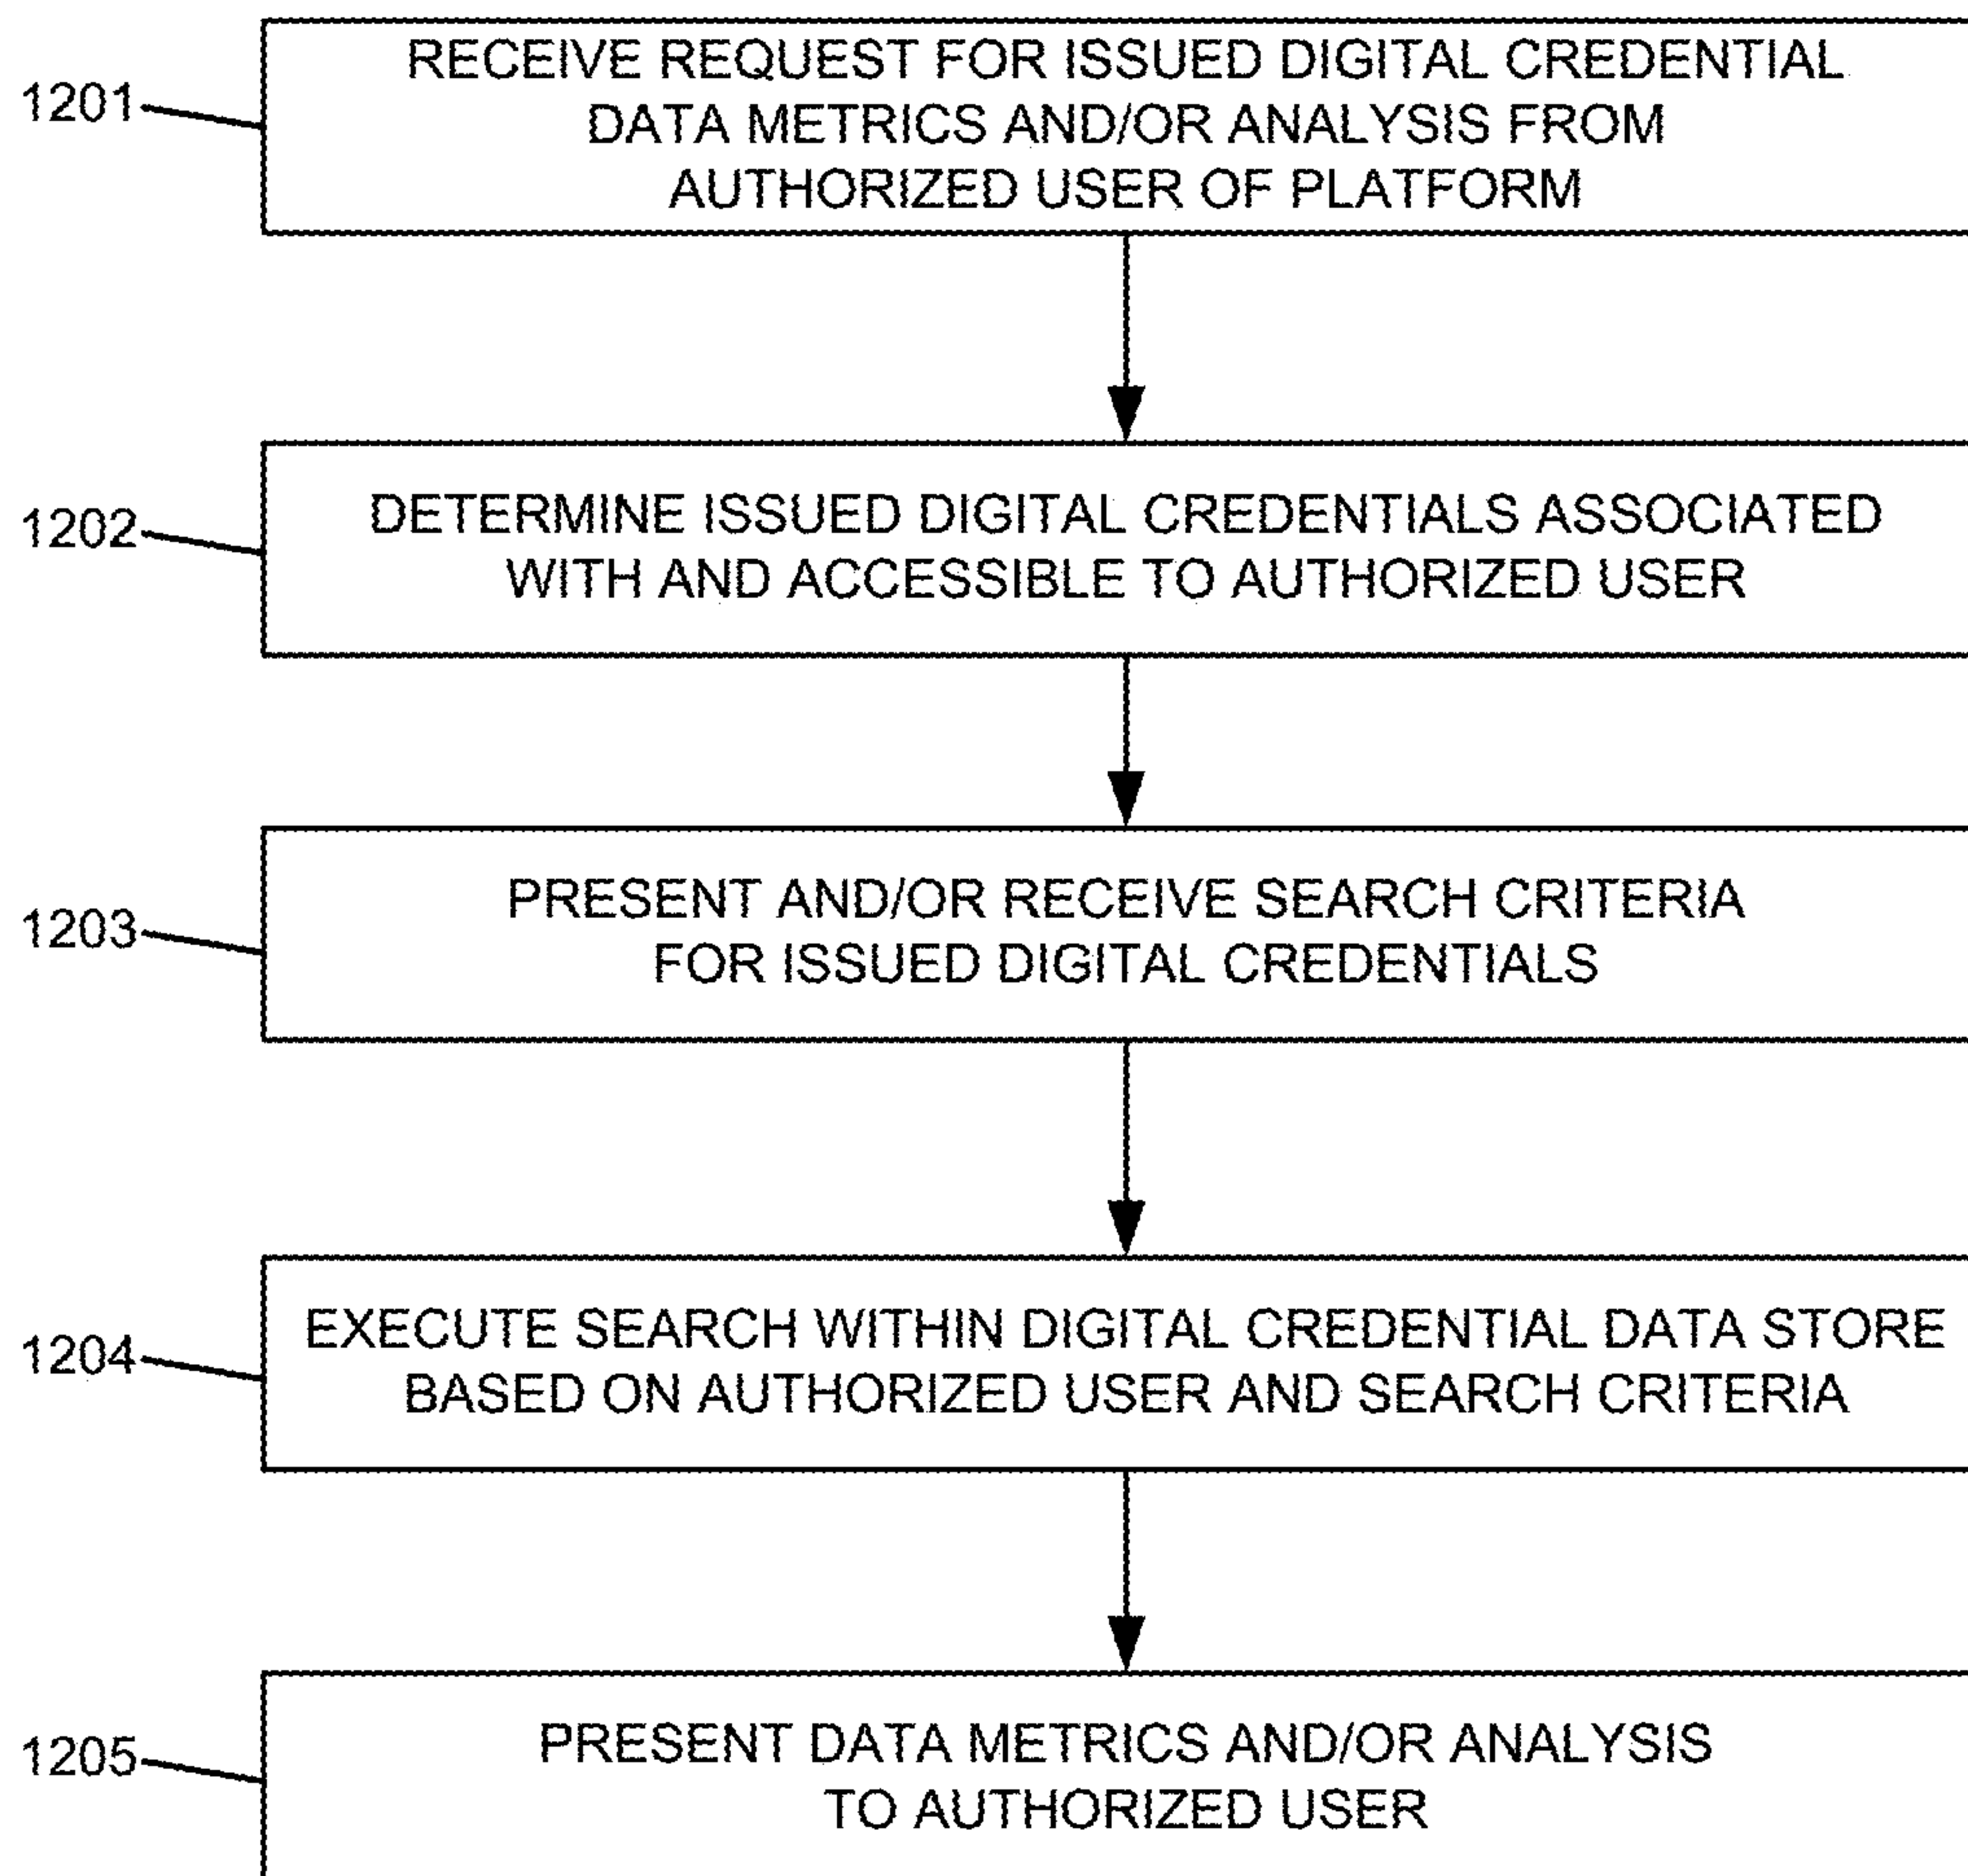 1201
RECEIVE REQUEST FOR ISSUED DIGITAL CREDENTIAL
DATA METRICS AND/OR ANALYSIS FROM
AUTHORIZED USER OF PLATFORM
1202
DETERMINE ISSUED DIGITAL CREDENTIALS ASSOCIATED
WITH AND ACCESSIBLE TO AUTHORIZED USER
1203
PRESENT AND/OR RECEIVE SEARCH CRITERIA
FOR ISSUED DIGITAL CREDENTIALS
1204
EXECUTE SEARCH WITHIN DIGITAL CREDENTIAL DATA STORE
BASED ON AUTHORIZED USER AND SEARCH CRITERIA
1205
PRESENT DATA METRICS AND/OR ANALYSIS
TO AUTHORIZED USER